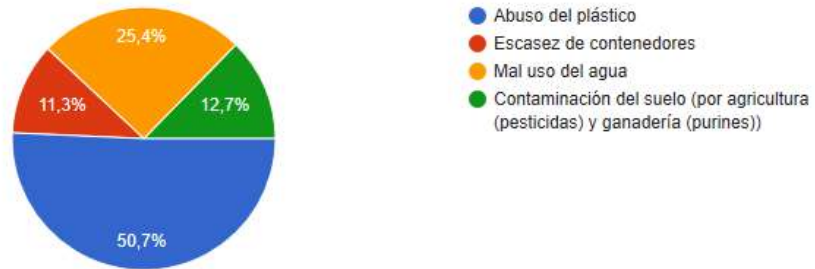 25,4%
11,3%
12,7%
50,7%
Abuso del plástico
Escasez de contenedores
Mal uso del agua
Contaminación del suelo (por agricultura
(pesticidas) y ganadería (purines))